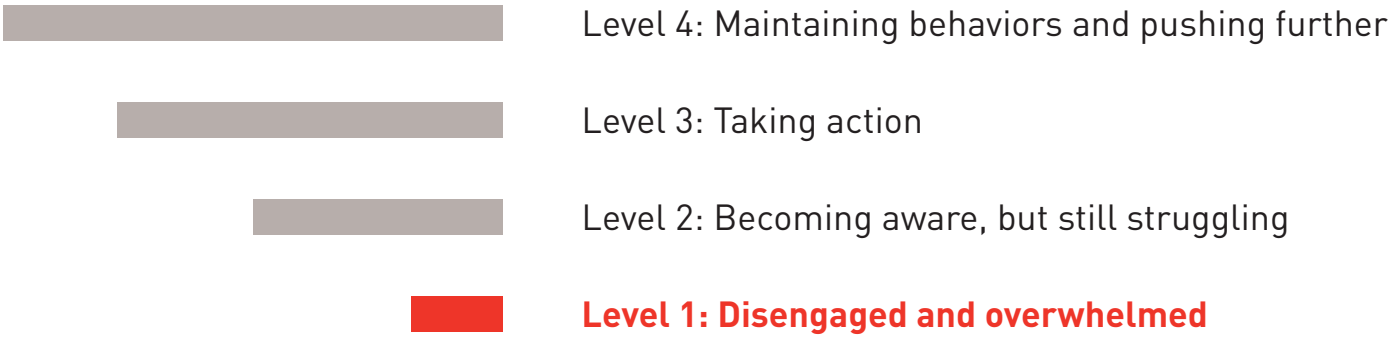 Level 4: Maintaining behaviors and pushing further
Level 3: Taking action
Level 2: Becoming aware, but still struggling
Level 1: Disengaged and overwhelmed